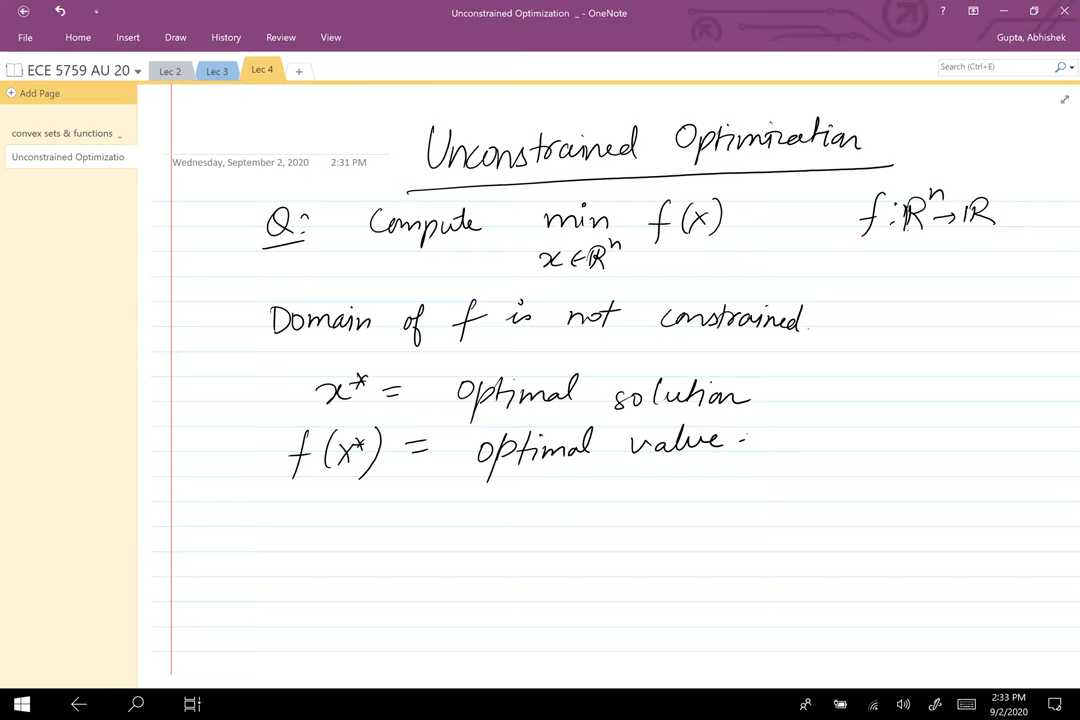 Unconstrained Optimization _ - OneNote
File Home Insert Draw History Review View
Gupta, Abhishek
ECE 5759 AU 20
Lec 2
Lec 3
Lec 4
Search (Ctrl+E)
Add Page
convex sets & functions _
Unconstrained Optimizatio
Wednesday, September 2, 2020 2:31 PM
Unconstrained Optimization
Q: Compute min f(x) f: ℝⁿ → ℝ
x ∈ ℝⁿ
Domain of f is not constrained.
x* = optimal solution
f(x*) = optimal value.
2:33 PM
9/2/2020